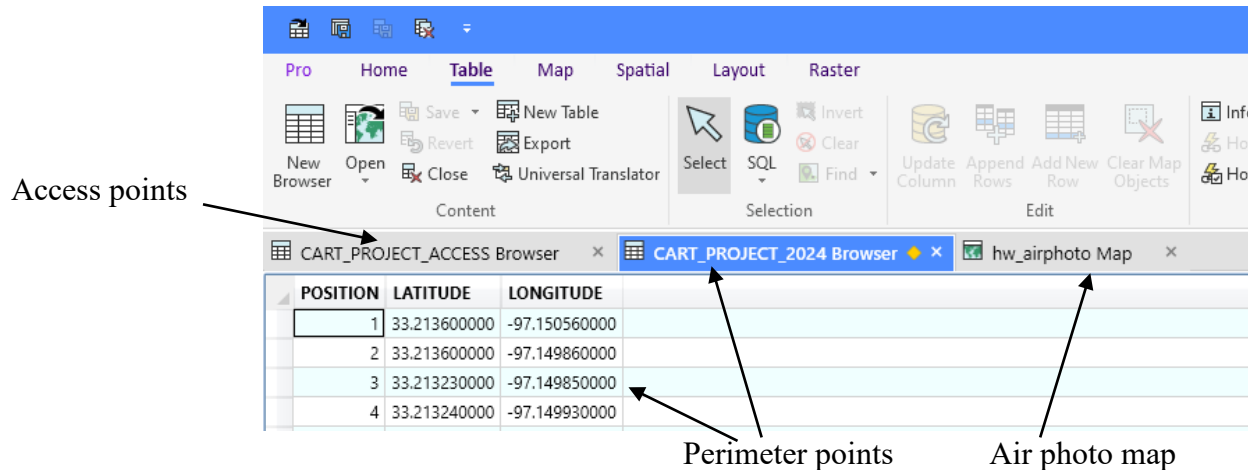 Pro Home Table Map Spatial Layout Raster
New Browser
Open
Save
Revert
Close
New Table
Export
Universal Translator
Content
Select
SQL
Invert
Clear
Find
Selection
Update Column
Append Rows
Add New Row
Clear Map Objects
Edit
Access points
CART_PROJECT_ACCESS Browser × CART_PROJECT_2024 Browser × hw_airphoto Map ×
POSITION LATITUDE LONGITUDE
1 33.213600000 -97.150560000
2 33.213600000 -97.149860000
3 33.213230000 -97.149850000
4 33.213240000 -97.149930000
Perimeter points Air photo map